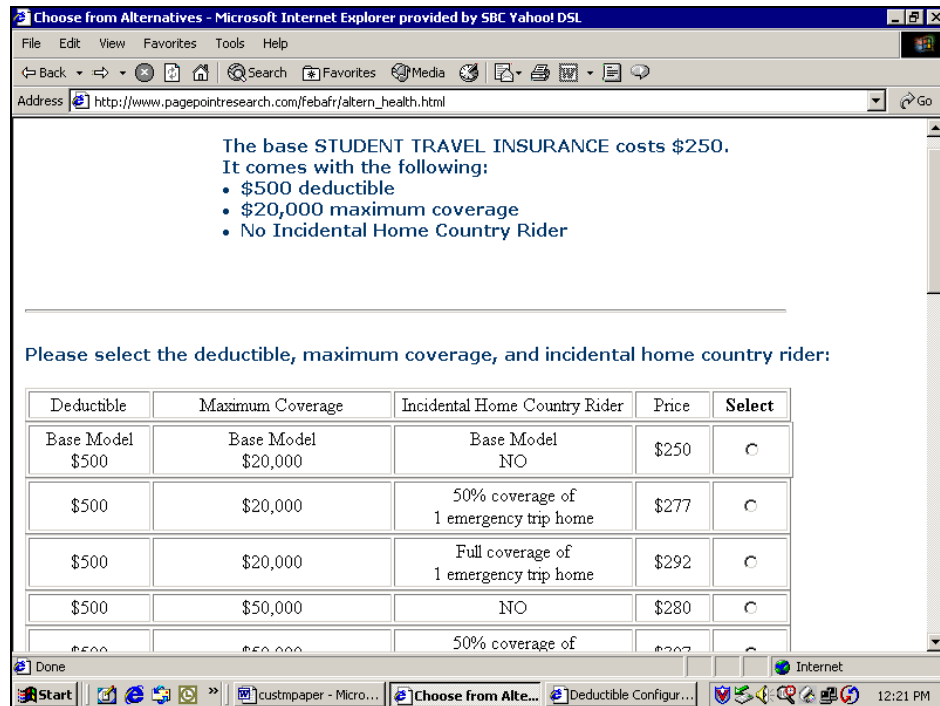 Choose from Alternatives - Microsoft Internet Explorer provided by SBC Yahoo! DSL
File Edit View Favorites Tools Help
Back Search Favorites Media
Address http://www.pagepointresearch.com/febafr/altern_health.html Go
The base STUDENT TRAVEL INSURANCE costs $250.
It comes with the following:
• $500 deductible
• $20,000 maximum coverage
• No Incidental Home Country Rider
Please select the deductible, maximum coverage, and incidental home country rider:
Deductible Maximum Coverage Incidental Home Country Rider Price Select
Base Model Base Model Base Model
$500 $20,000 NO $250
$500 $20,000 50% coverage of
1 emergency trip home $277
$500 $20,000 Full coverage of
1 emergency trip home $292
$500 $50,000 NO $280
50% coverage of
Done Internet
Start » custmpaper - Micro... Choose from Alte... Deductible Configur... 12:21 PM